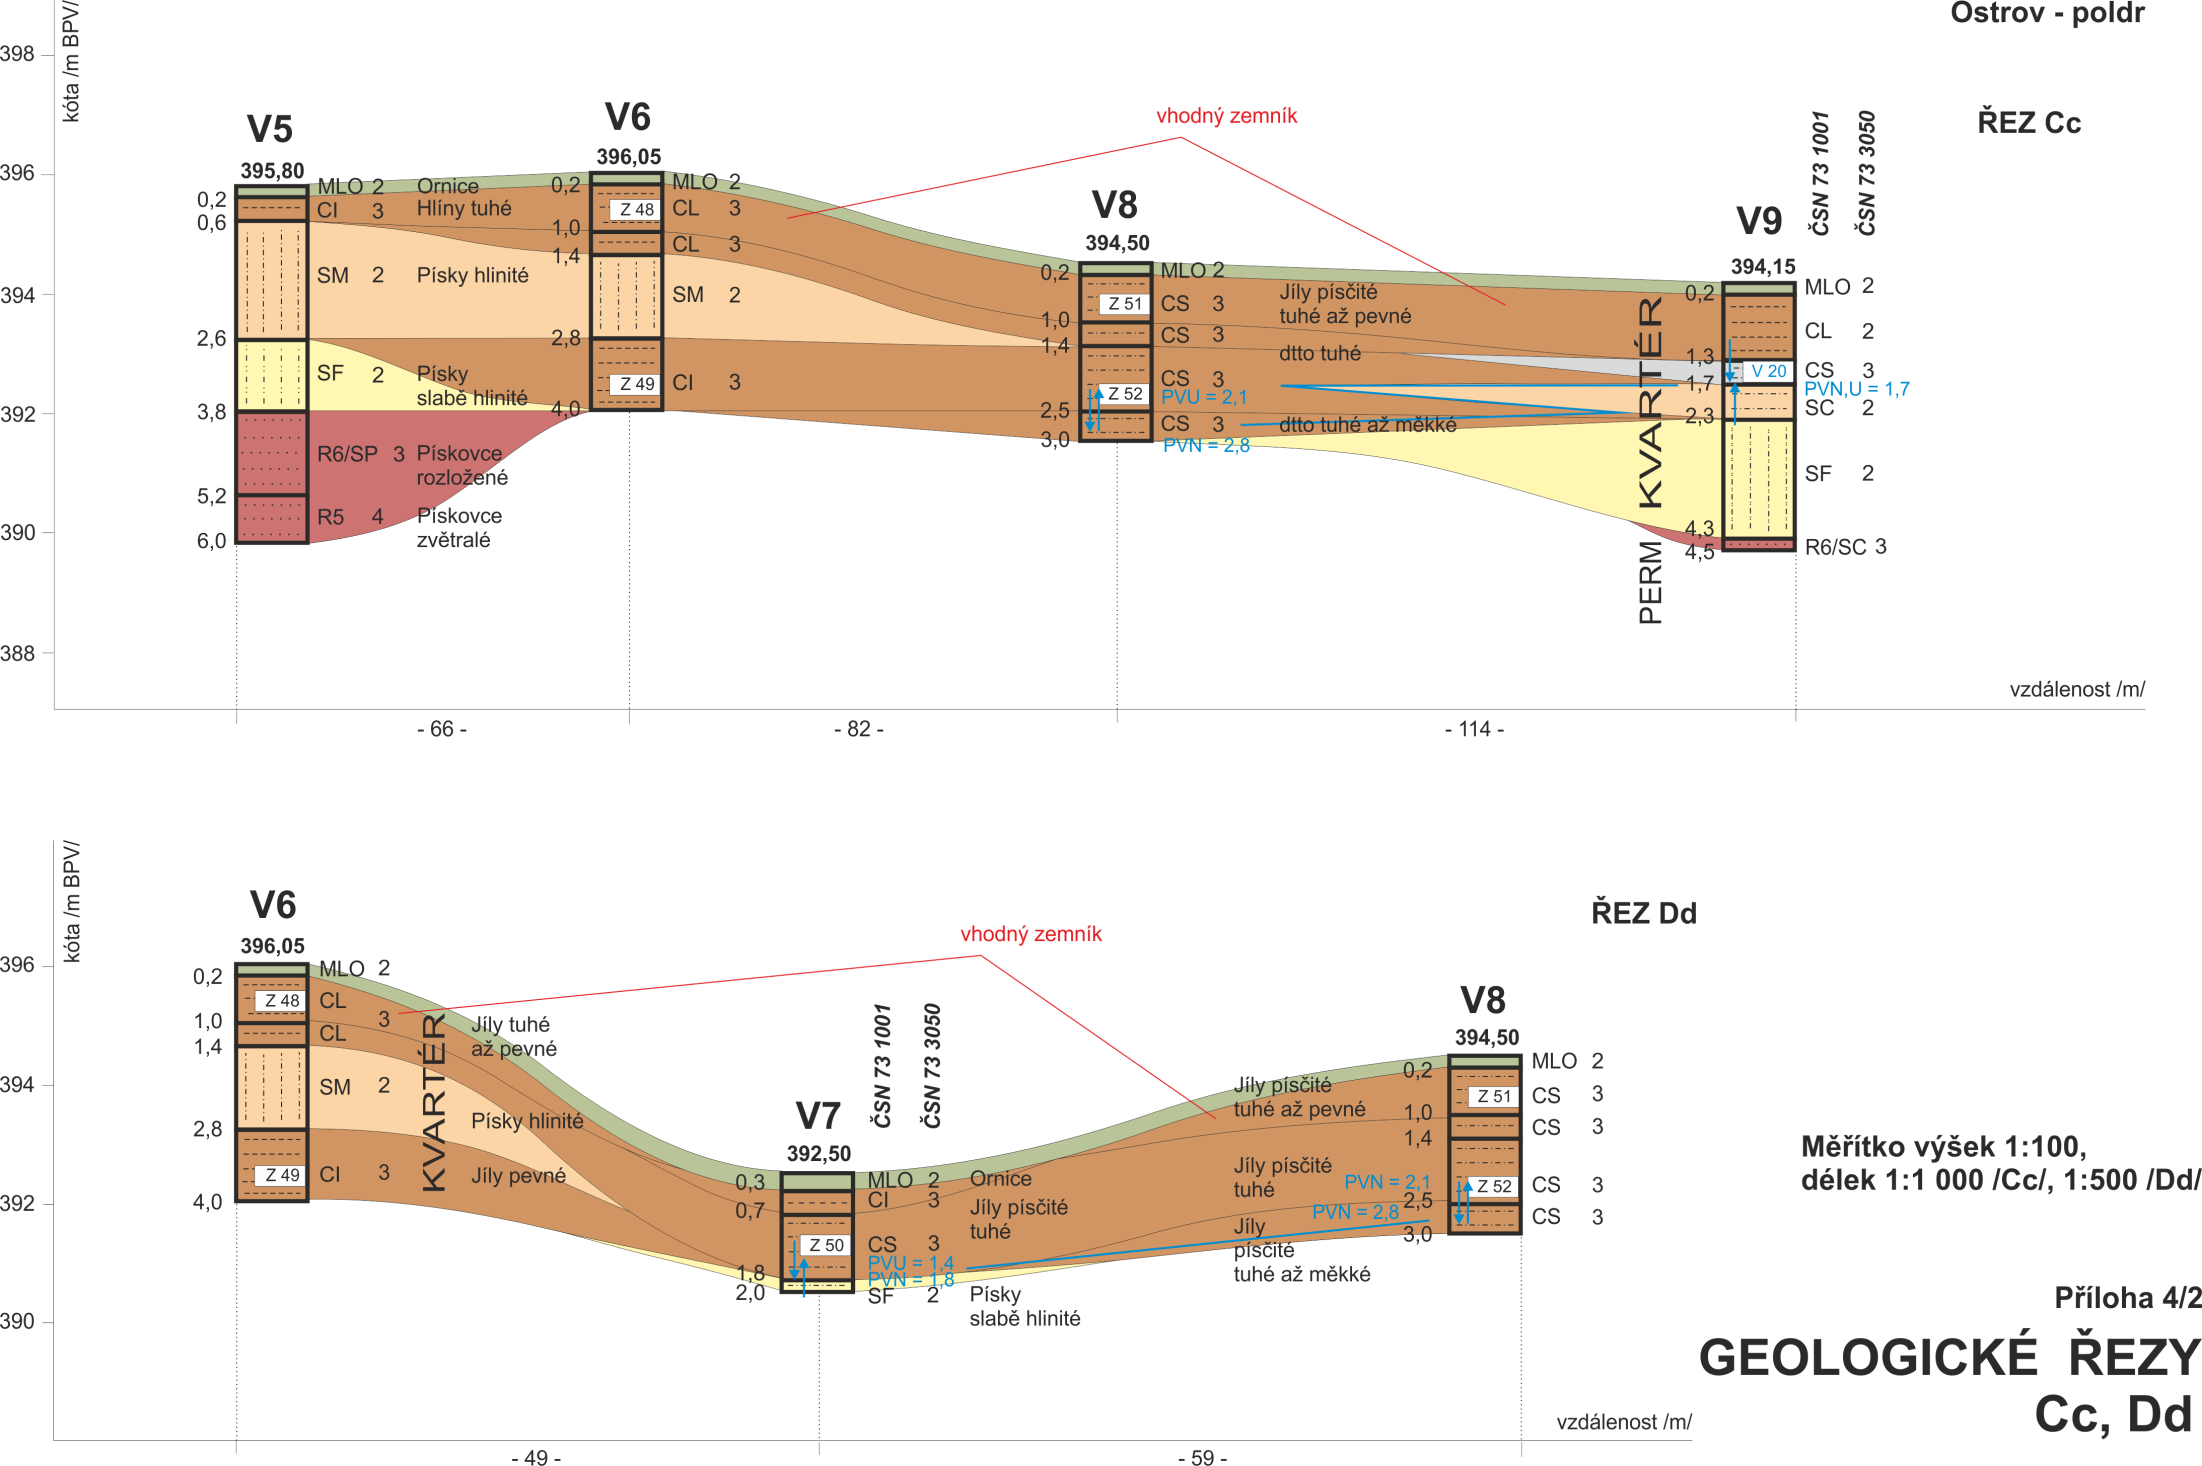 Ostrov - poldr
ŘEZ Cc
kóta /m BPV/
398
396
394
392
390
388
vhodný zemník
ČSN 73 1001
ČSN 73 3050
V5
395,80
0,2
0,6
2,6
3,8
5,2
6,0
MLO 2 Ornice
CI 3 Hlíny tuhé
SM 2 Písky hlinité
SF 2 Písky
slabě hlinité
R6/SP 3 Pískovce
rozložené
R5 4 Pískovce
zvětralé
V6
396,05
0,2
1,0
1,4
2,8
4,0
Z 48
Z 49
MLO 2
CL 3
CL 3
SM 2
CI 3
V8
394,50
0,2
1,0
1,4
2,5
3,0
Z 51
Z 52
MLO 2
CS 3
CS 3
CS 3
PVU = 2,1
CS 3
PVN = 2,8
Jíly písčité
tuhé až pevné
dtto tuhé
dtto tuhé až měkké
PERM KVARTÉR
V9
394,15
0,2
1,3
1,7
2,3
4,3
4,5
V 20
MLO 2
CL 2
CS 3
PVN,U = 1,7
SC 2
SF 2
R6/SC 3
vzdálenost /m/
- 66 -
- 82 -
- 114 -
kóta /m BPV/
396
394
392
390
ŘEZ Dd
vhodný zemník
V6
396,05
0,2
1,0
1,4
2,8
4,0
Z 48
Z 49
MLO 2
CL
3
CL
SM 2
CI 3
KVARTÉR
Jíly tuhé
až pevné
Písky hlinité
Jíly pevné
V7
392,50
ČSN 73 1001
ČSN 73 3050
0,3
0,7
1,8
2,0
Z 50
MLO 2 Ornice
CI 3
Jíly písčité
tuhé
CS 3
PVU = 1,4
PVN = 1,8
SF 2 Písky
slabě hlinité
Jíly písčité
tuhé až pevné
Jíly písčité
tuhé
Jíly
písčité
tuhé až měkké
V8
394,50
0,2
1,0
1,4
PVN = 2,1
2,5
PVN = 2,8
3,0
Z 51
Z 52
MLO 2
CS 3
CS 3
CS 3
CS 3
vzdálenost /m/
- 49 -
- 59 -
Měřítko výšek 1:100,
délek 1:1 000 /Cc/, 1:500 /Dd/
Příloha 4/2
GEOLOGICKÉ ŘEZY
Cc, Dd